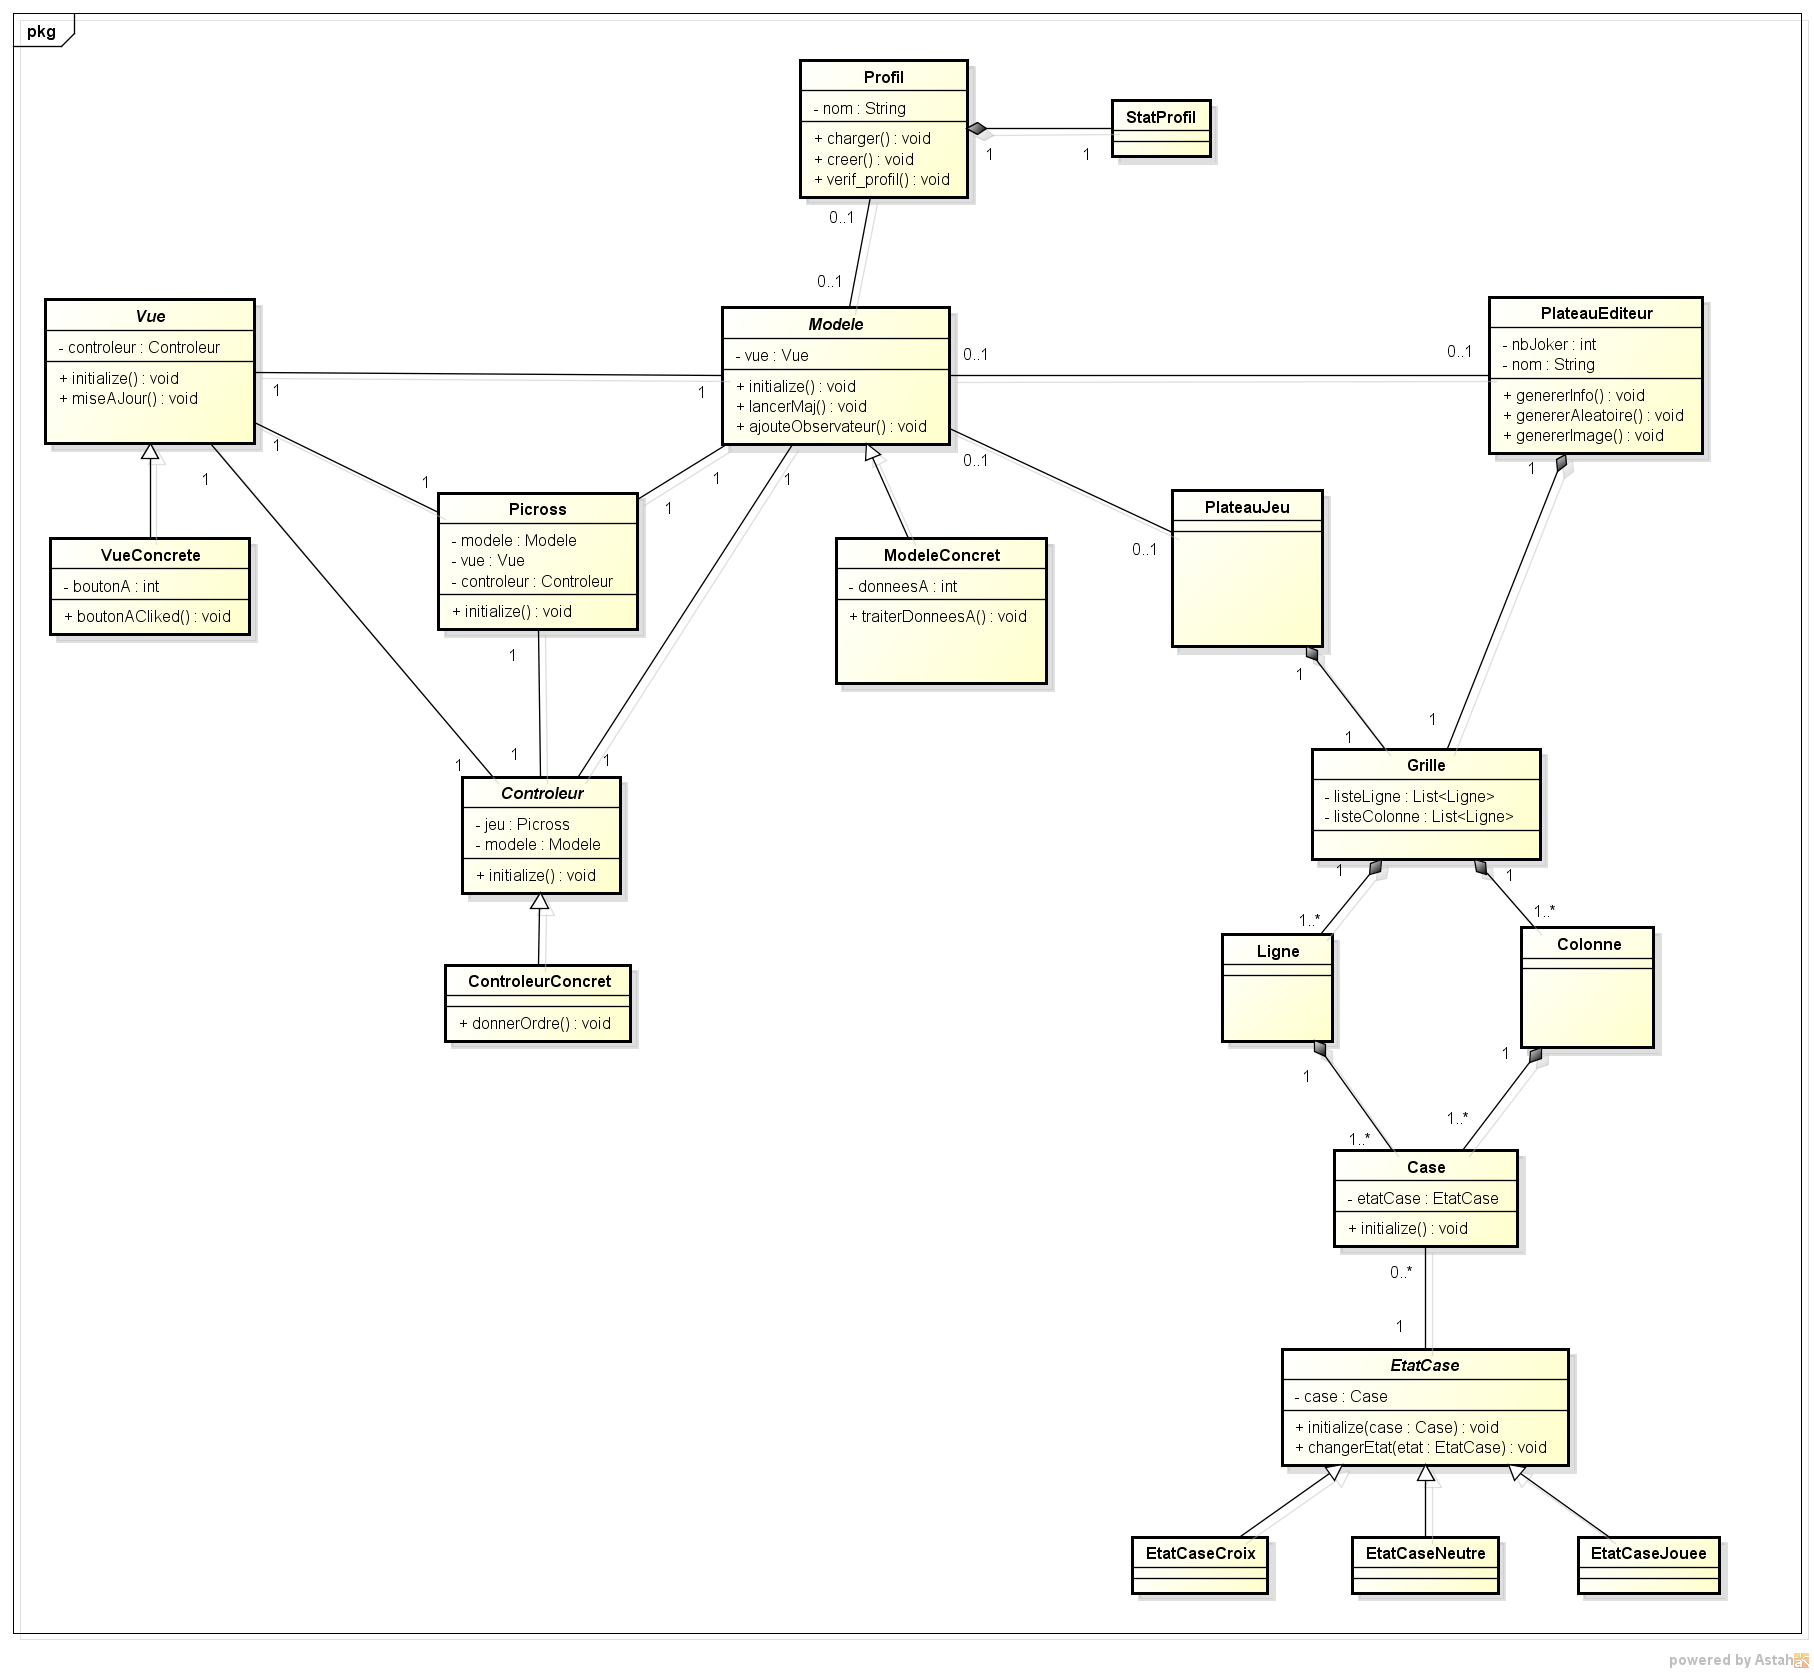 pkg
Profil
- nom : String
+ charger() : void
+ creer() : void
+ verif_profil() : void
StatProfil
1
1
0..1
0..1
Vue
- controleur : Controleur
+ initialize() : void
+ miseAJour() : void
Modele
- vue : Vue
+ initialize() : void
+ lancerMaj() : void
+ ajouteObservateur() : void
PlateauEditeur
- nbJoker : int
- nom : String
+ genererInfo() : void
+ genererAleatoire() : void
+ genererImage() : void
1
1
0..1
0..1
1
1
1
1
1
1
0..1
0..1
1
VueConcrete
- boutonA : int
+ boutonACliked() : void
Picross
- modele : Modele
- vue : Vue
- controleur : Controleur
+ initialize() : void
ModeleConcret
- donneesA : int
+ traiterDonneesA() : void
PlateauJeu
1
1
1
1
1
1
1
Controleur
- jeu : Picross
- modele : Modele
+ initialize() : void
Grille
- listeLigne : List<Ligne>
- listeColonne : List<Ligne>
1
1
1..*
1..*
ControleurConcret
+ donnerOrdre() : void
Ligne
Colonne
1
1
1..*
1..*
Case
- etatCase : EtatCase
+ initialize() : void
0..*
1
EtatCase
- case : Case
+ initialize(case : Case) : void
+ changerEtat(etat : EtatCase) : void
EtatCaseCroix
EtatCaseNeutre
EtatCaseJouee
powered by Astah